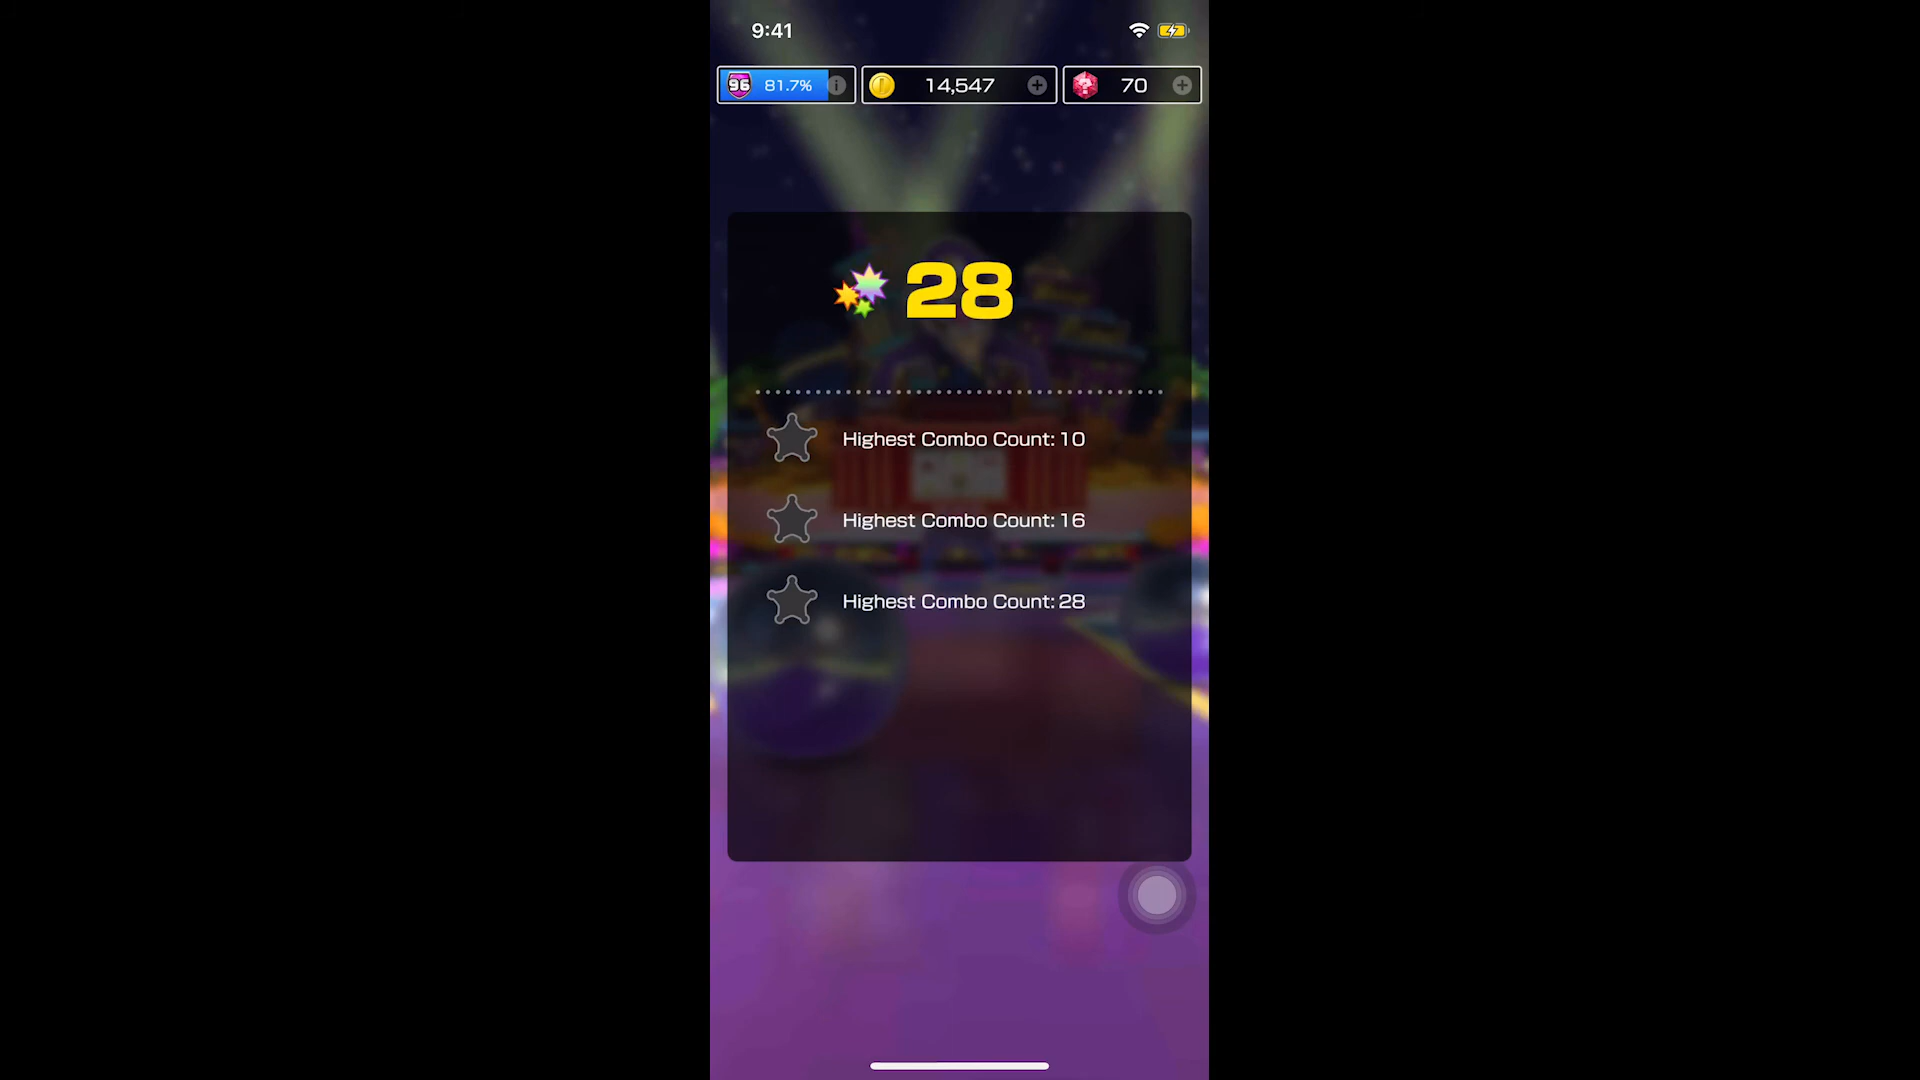 9:41
96 81.7% i 14,547 + 70 +
28
Highest Combo Count: 10
Highest Combo Count: 16
Highest Combo Count: 28